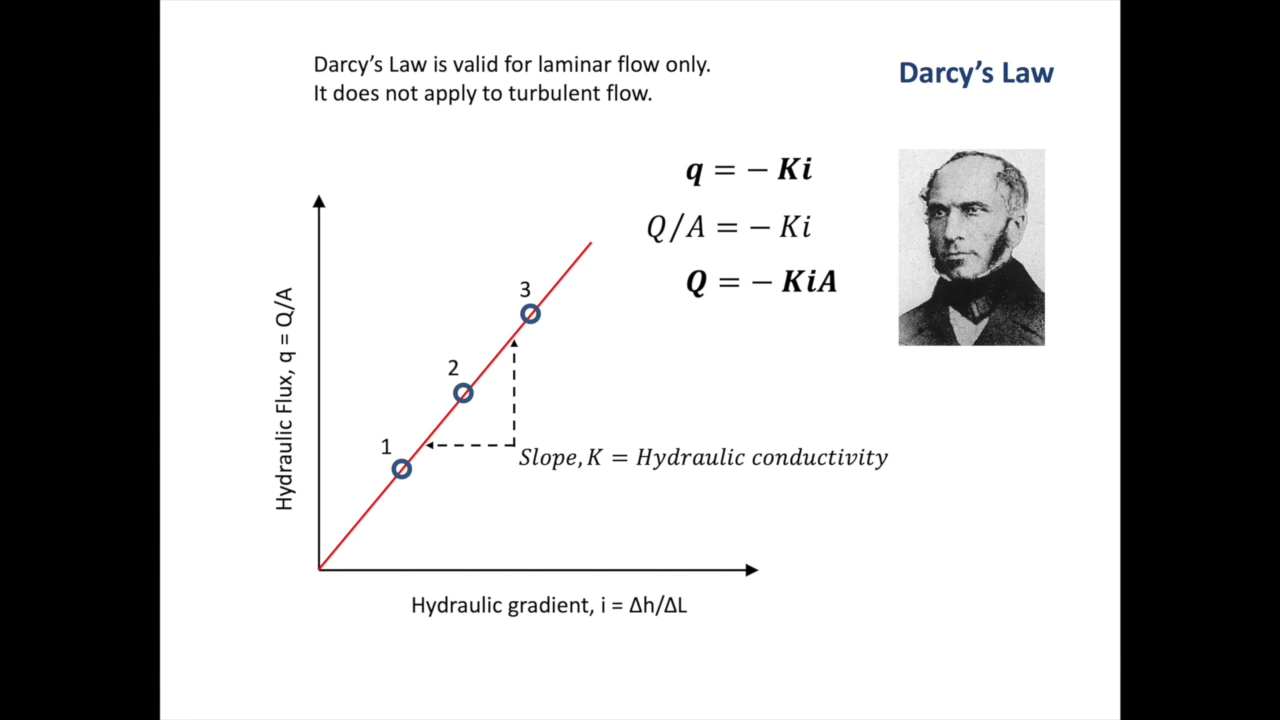 Darcy's Law is valid for laminar flow only.
It does not apply to turbulent flow.
Darcy's Law
q = − Ki
Q/A = − Ki
Q = − KiA
Hydraulic Flux, q = Q/A
3
2
1
Slope, K = Hydraulic conductivity
Hydraulic gradient, i = Δh/ΔL